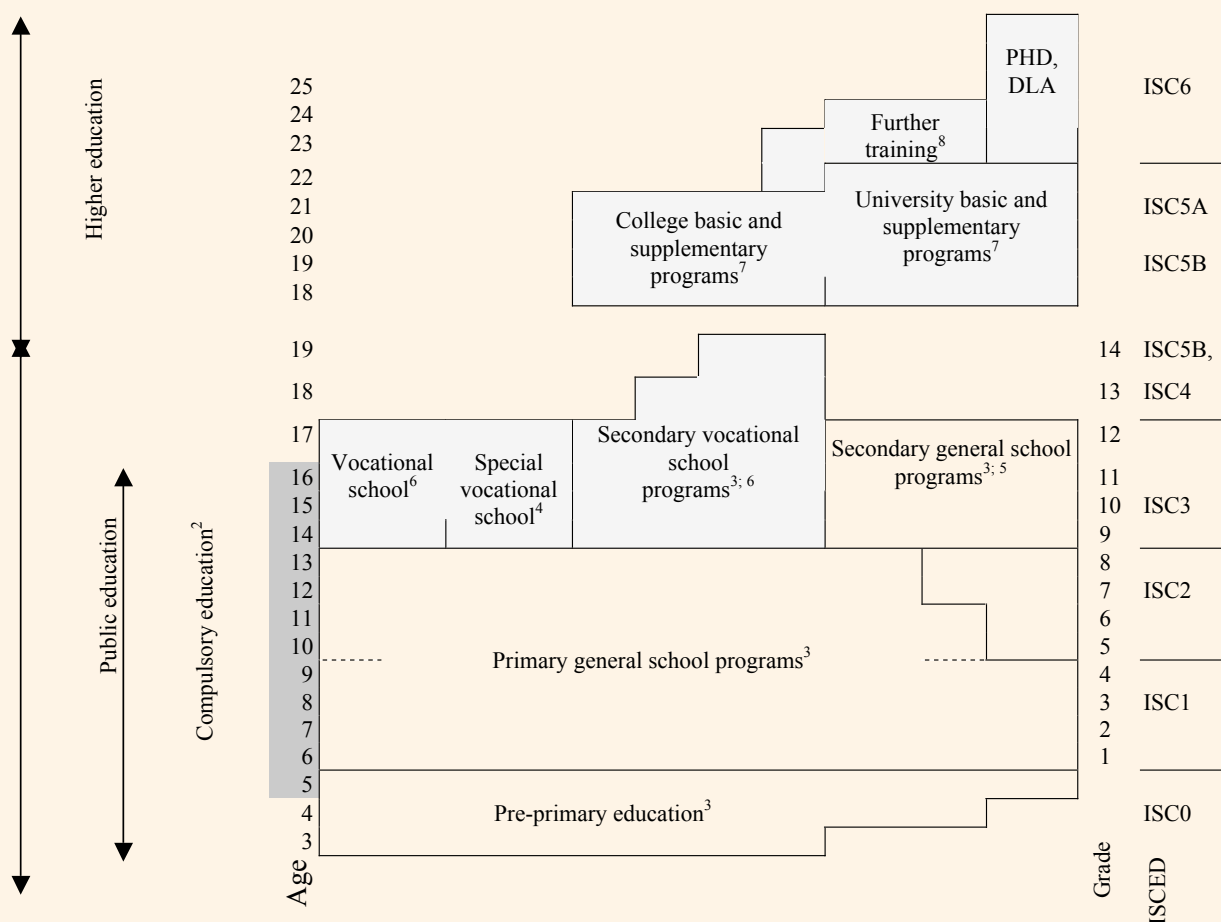 PHD,
25 DLA ISC6
24
Further
23 training8
22
21 University basic and ISC5A
College basic and supplementary
20 supplementary programs7
19 programs7 ISC5B
18
Higher education
19 14 ISC5B,
18 13 ISC4
17 Secondary vocational 12
Vocational Special school Secondary general school
16 school6 vocational programs3; 6 programs3; 5 11
15 school4 10 ISC3
14 9
13 8
12 7 ISC2
11 6
10 5
Primary general school programs3
9 4
8 3 ISC1
7 2
6 1
5
4 Pre-primary education3 ISC0
3
Public education
Compulsory education2
Age
Grade
ISCED